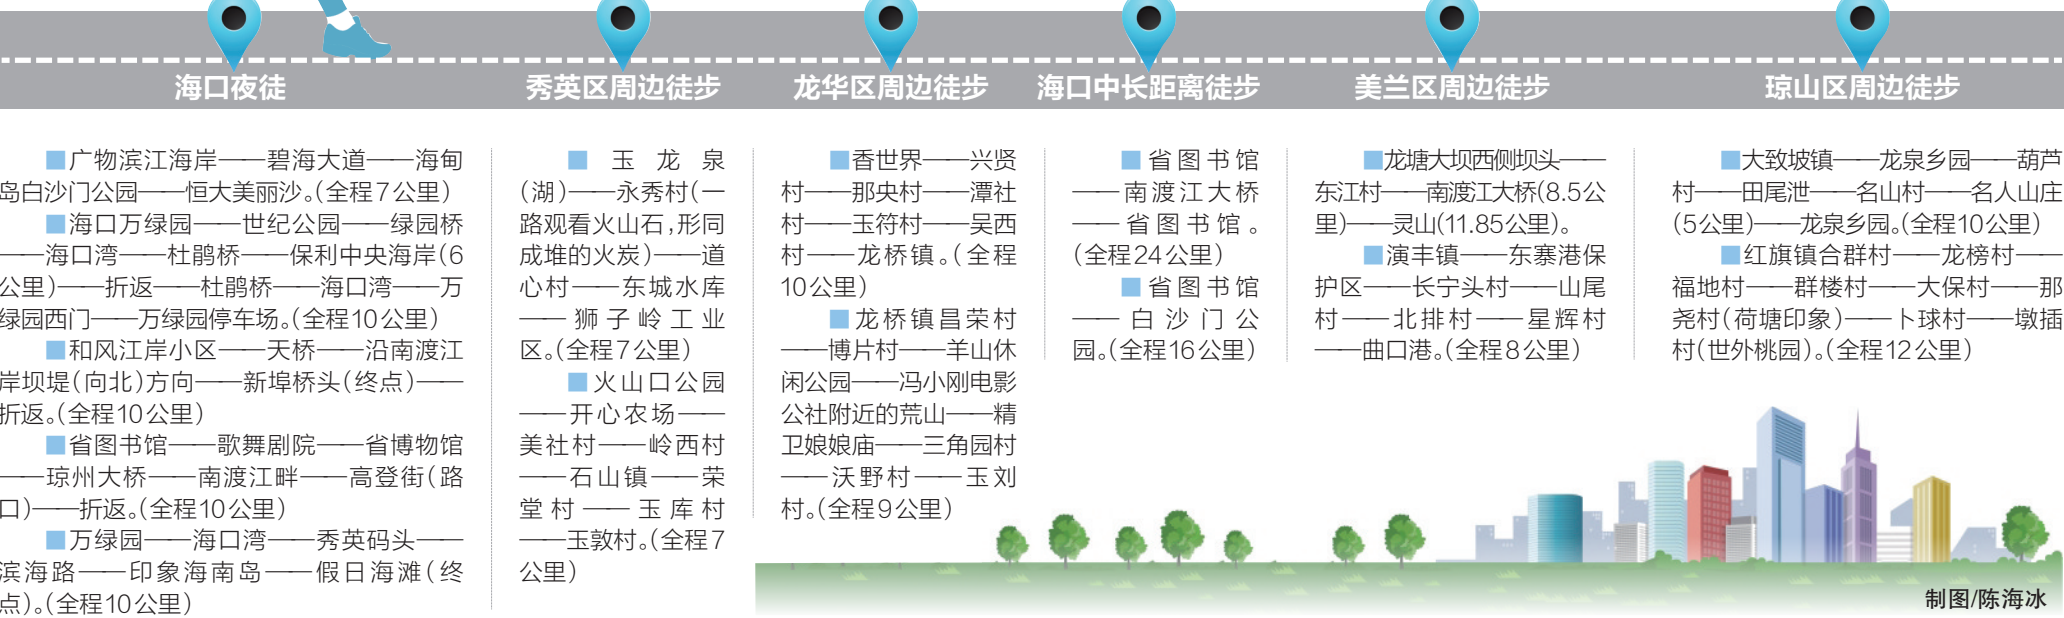 海口夜徒
■广物滨江海岸——碧海大道——海甸
岛白沙门公园——恒大美丽沙。(全程7公里)
■海口万绿园——世纪公园——绿园桥
——海口湾——杜鹃桥——保利中央海岸(6
公里)——折返——杜鹃桥——海口湾——万
绿园西门——万绿园停车场。(全程10公里)
■和风江岸小区——天桥——沿南渡江
岸坝堤(向北)方向——新埠桥头(终点)——
折返。(全程10公里)
■省图书馆——歌舞剧院——省博物馆
——琼州大桥——南渡江畔——高登街(路
口)——折返。(全程10公里)
■万绿园——海口湾——秀英码头——
滨海路——印象海南岛——假日海滩(终
点)。(全程10公里)
秀英区周边徒步
■玉龙泉
(湖)——永秀村(一
路观看火山石,形同
成堆的火炭)——道
心村——东城水库
——狮子岭工业
区。(全程7公里)
■火山口公园
——开心农场——
美社村——岭西村
——石山镇——荣
堂村——玉库村
——玉敦村。(全程7
公里)
龙华区周边徒步
■香世界——兴贤
村——那央村——潭社
村——玉符村——吴西
村——龙桥镇。(全程
10公里)
■龙桥镇昌荣村
——博片村——羊山休
闲公园——冯小刚电影
公社附近的荒山——精
卫娘娘庙——三角园村
——沃野村——玉刘
村。(全程9公里)
海口中长距离徒步
■省图书馆
——南渡江大桥
——省图书馆。
(全程24公里)
■省图书馆
——白沙门公
园。(全程16公里)
美兰区周边徒步
■龙塘大坝西侧坝头——
东江村——南渡江大桥(8.5公
里)——灵山(11.85公里)。
■演丰镇——东寨港保
护区——长宁头村——山尾
村——北排村——星辉村
——曲口港。(全程8公里)
琼山区周边徒步
■大致坡镇——龙泉乡园——葫芦
村——田尾泄——名山村——名人山庄
(5公里)——龙泉乡园。(全程10公里)
■红旗镇合群村——龙榜村——
福地村——群楼村——大保村——那
尧村(荷塘印象)——卜球村——墩插
村(世外桃园)。(全程12公里)
制图/陈海冰